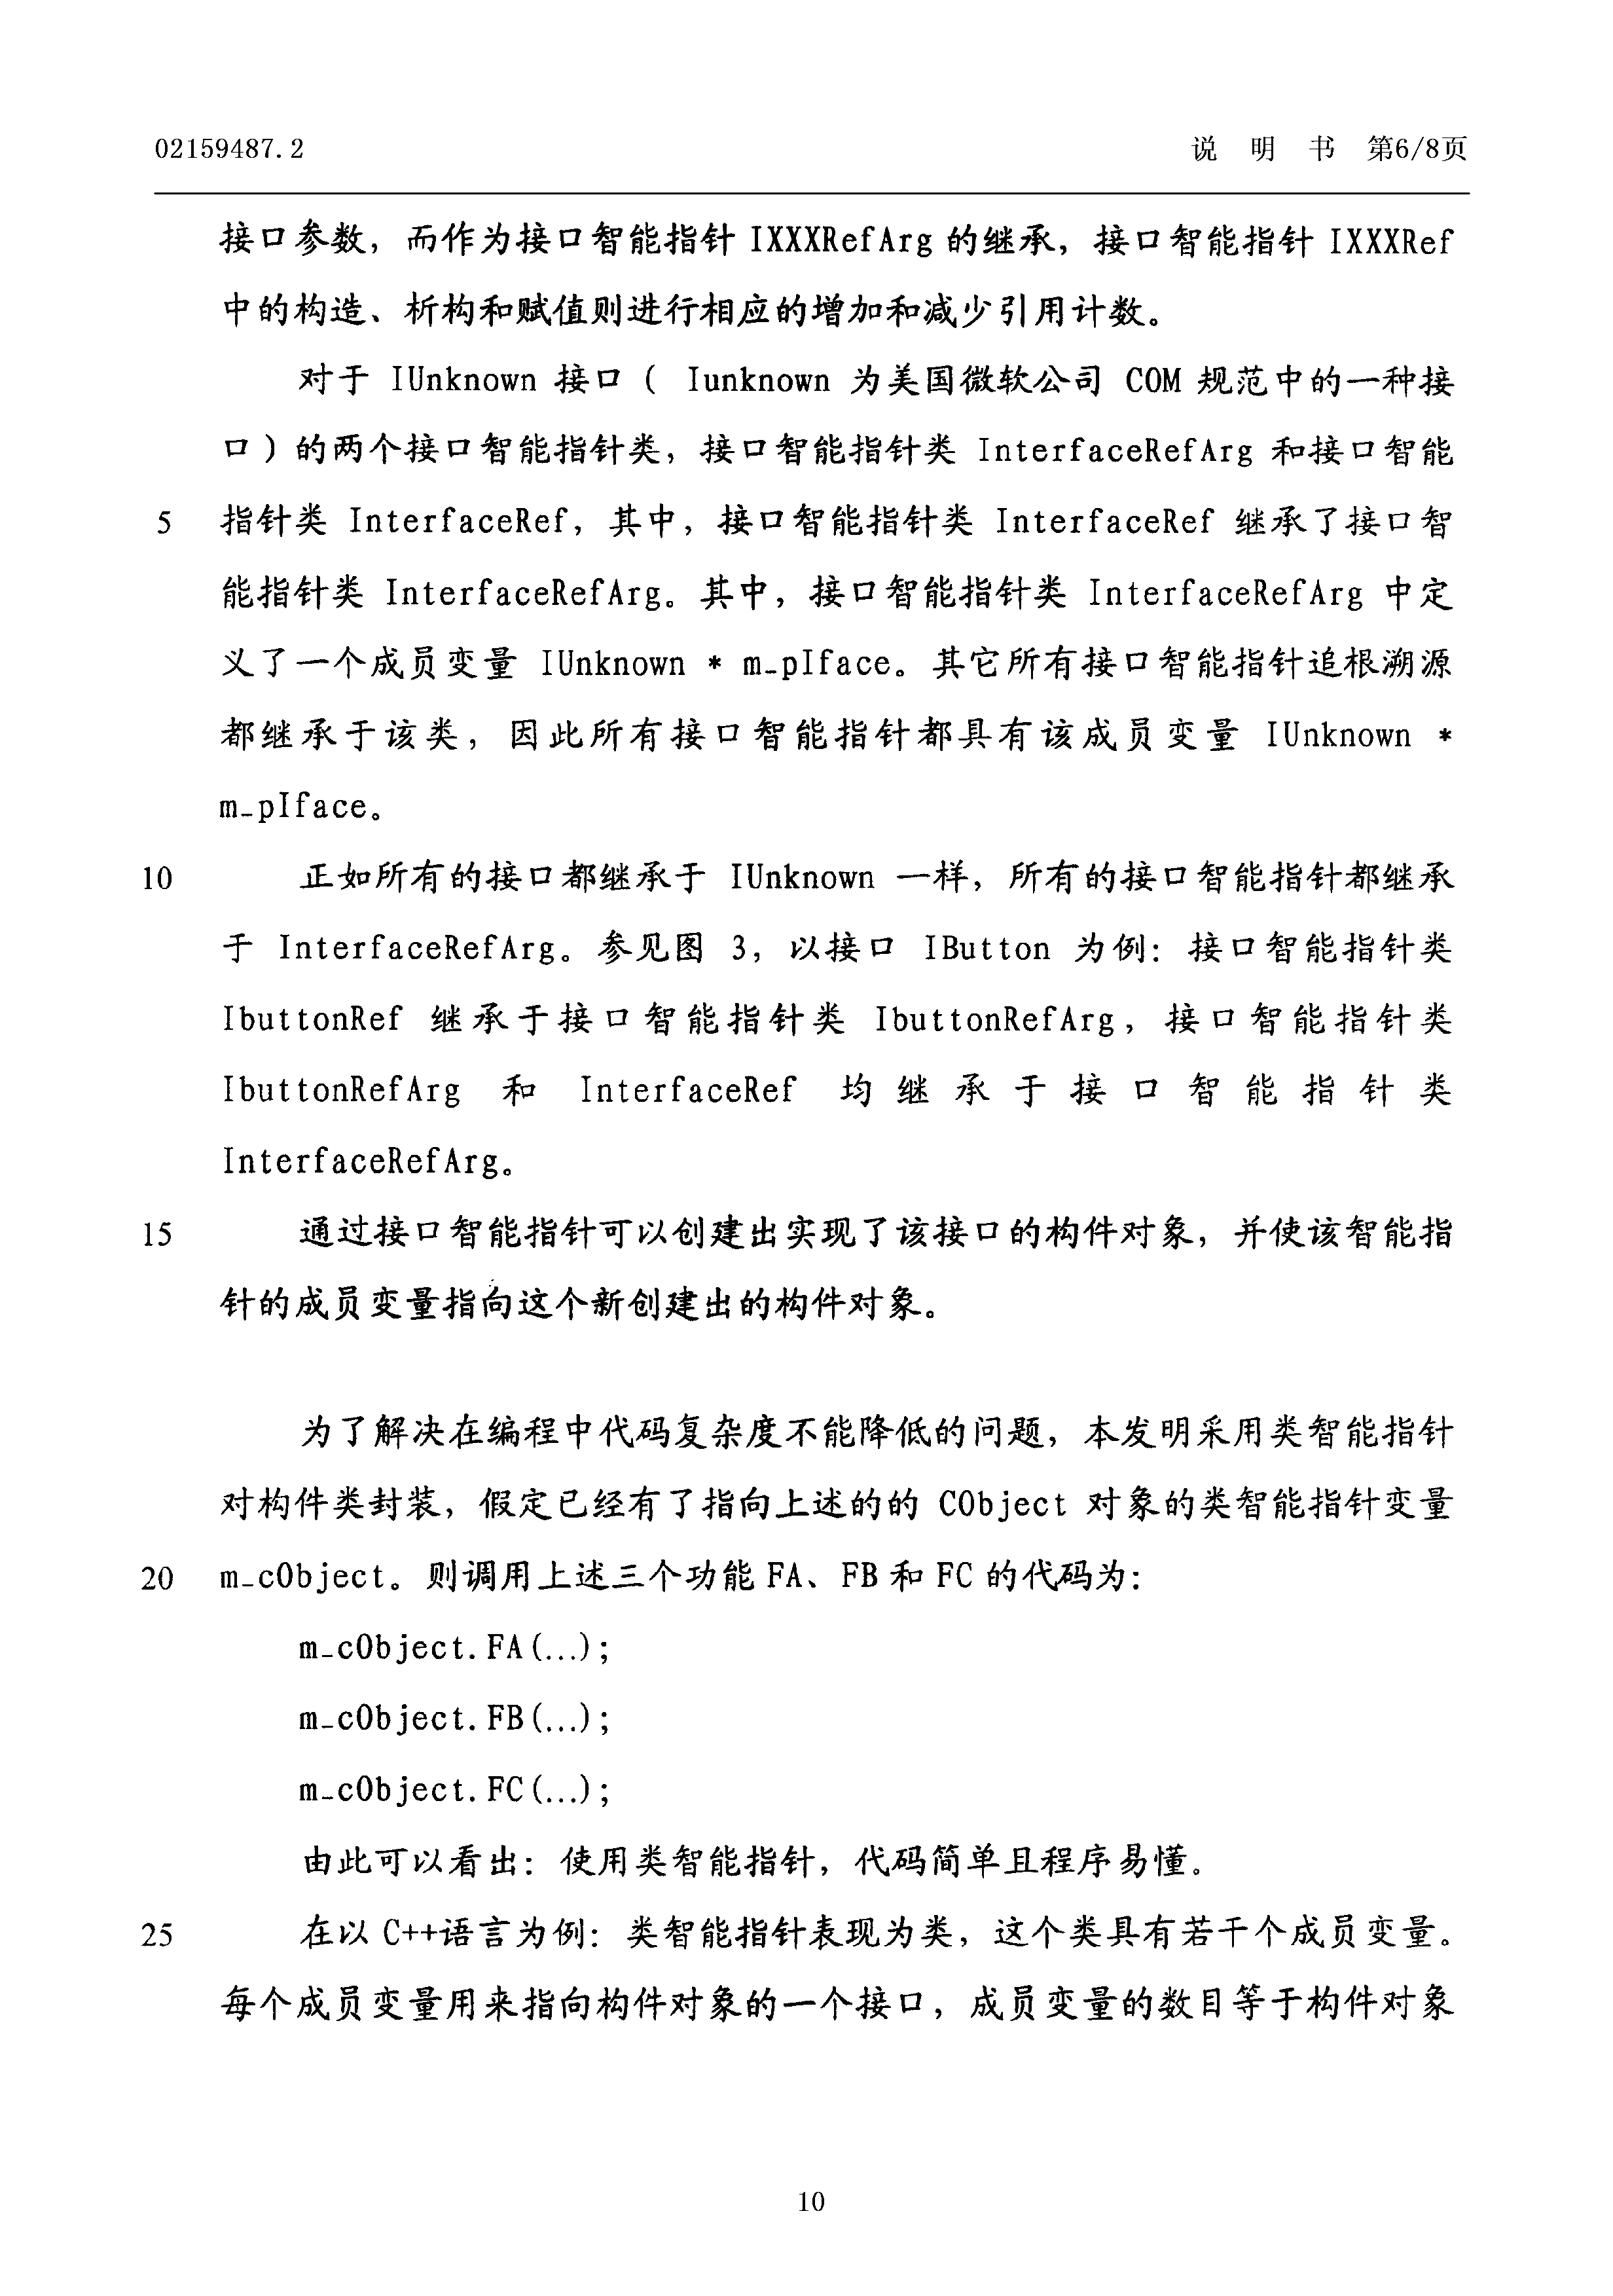 02159487.2 说 明 书 第6/8页
接口参数，而作为接口智能指针 IXXXRefArg 的继承，接口智能指针 IXXXRef
中的构造、析构和赋值则进行相应的增加和减少引用计数。
对于 IUnknown 接口（ Iunknown 为美国微软公司 COM 规范中的一种接
口）的两个接口智能指针类，接口智能指针类 InterfaceRefArg 和接口智能
5 指针类 InterfaceRef，其中，接口智能指针类 InterfaceRef 继承了接口智
能指针类 InterfaceRefArg。其中，接口智能指针类 InterfaceRefArg 中定
义了一个成员变量 IUnknown * m_pIface。其它所有接口智能指针追根溯源
都继承于该类，因此所有接口智能指针都具有该成员变量 IUnknown *
m_pIface。
10 正如所有的接口都继承于 IUnknown 一样，所有的接口智能指针都继承
于 InterfaceRefArg。参见图 3，以接口 IButton 为例：接口智能指针类
IbuttonRef 继承于接口智能指针类 IbuttonRefArg，接口智能指针类
IbuttonRefArg 和 InterfaceRef 均继承于接口智能指针类
InterfaceRefArg。
15 通过接口智能指针可以创建出实现了该接口的构件对象，并使该智能指
针的成员变量指向这个新创建出的构件对象。
为了解决在编程中代码复杂度不能降低的问题，本发明采用类智能指针
对构件类封装，假定已经有了指向上述的的 CObject 对象的类智能指针变量
20 m_cObject。则调用上述三个功能 FA、FB 和 FC 的代码为：
m_cObject.FA(...);
m_cObject.FB(...);
m_cObject.FC(...);
由此可以看出：使用类智能指针，代码简单且程序易懂。
25 在以 C++语言为例：类智能指针表现为类，这个类具有若干个成员变量。
每个成员变量用来指向构件对象的一个接口，成员变量的数目等于构件对象
10